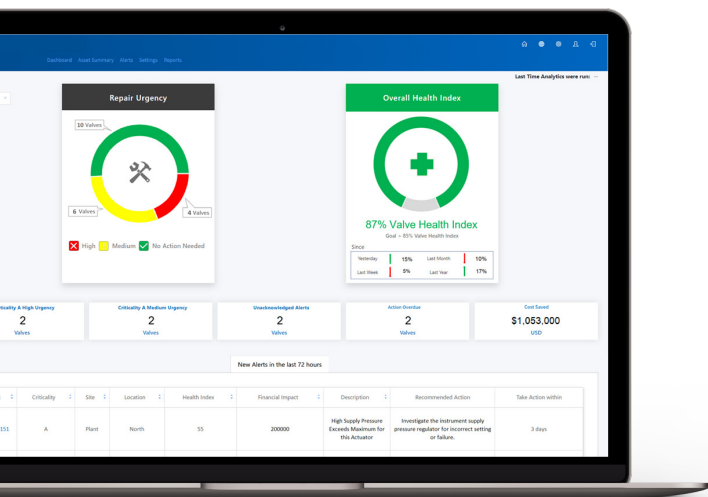 Dashboard Asset Summary Alerts Settings Reports
Last Time Analytics were run: --
Repair Urgency
10 Valves
6 Valves
4 Valves
High Medium No Action Needed
Overall Health Index
87% Valve Health Index
Goal > 85% Valve Health Index
Since
Yesterday 15% Last Month 10%
Last Week 5% Last Year 17%
ticality A High Urgency
2
Valves
Criticality A Medium Urgency
2
Valves
Unacknowledged Alerts
2
Valves
Action Overdue
2
Valves
Cost Saved
$1,053,000
USD
New Alerts in the last 72 hours
Criticality Site Location Health Index Financial Impact Description Recommended Action Take Action within
151 A Plant North 55 200000
High Supply Pressure
Exceeds Maximum for
this Actuator
Investigate the instrument supply
pressure regulator for incorrect setting
or failure.
3 days